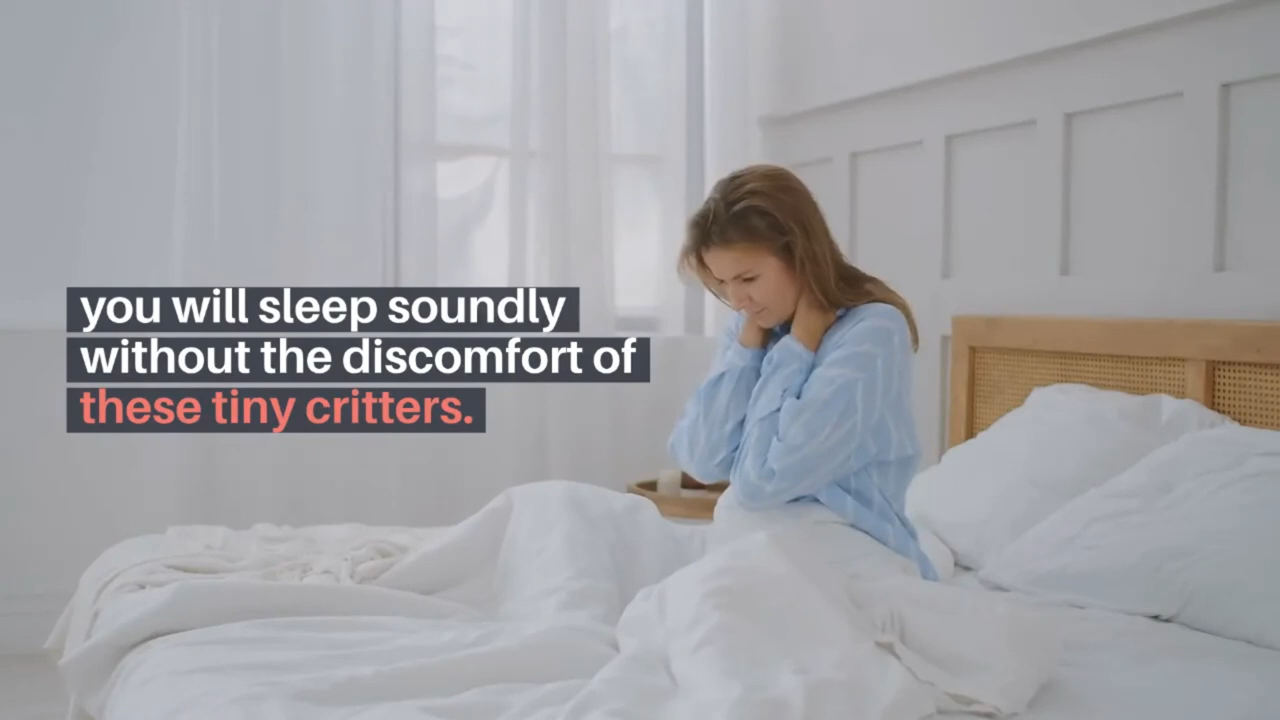 you will sleep soundly
without the discomfort of
these tiny critters.